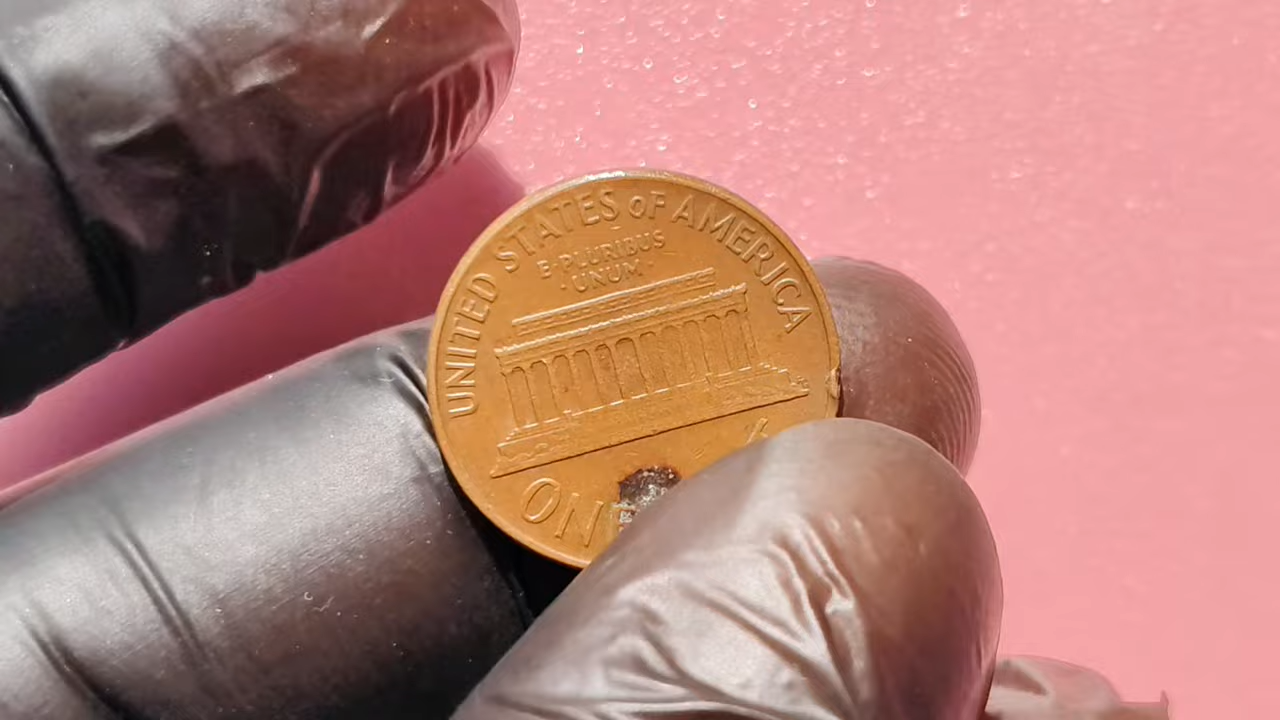 UNITED STATES OF AMERICA
E·PLURIBUS
·UNUM·
ON